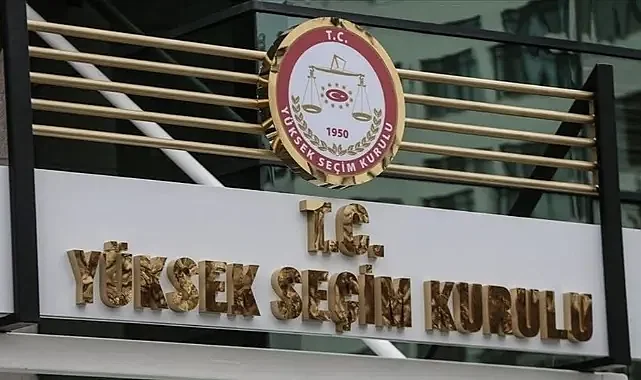 T.C.
1950
YÜKSEK SEÇİM KURULU
T.C.
YÜKSEK SEÇİM KURULU